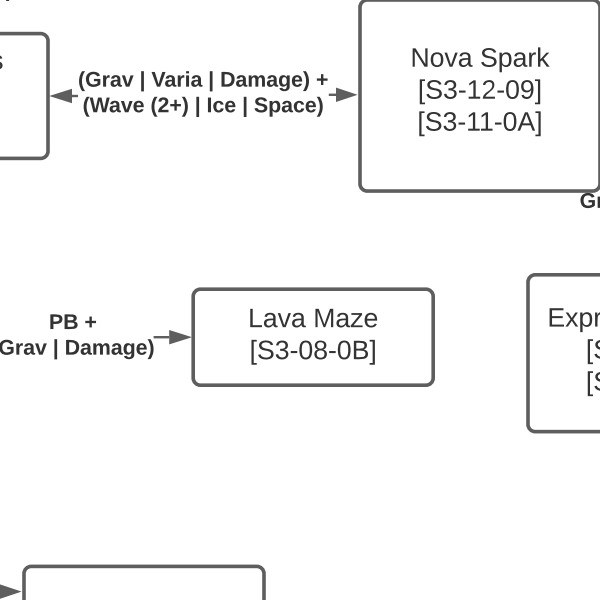 Nova Spark
[S3-12-09]
[S3-11-0A]
(Grav | Varia | Damage) +
(Wave (2+) | Ice | Space)
Lava Maze
[S3-08-0B]
PB +
Grav | Damage)